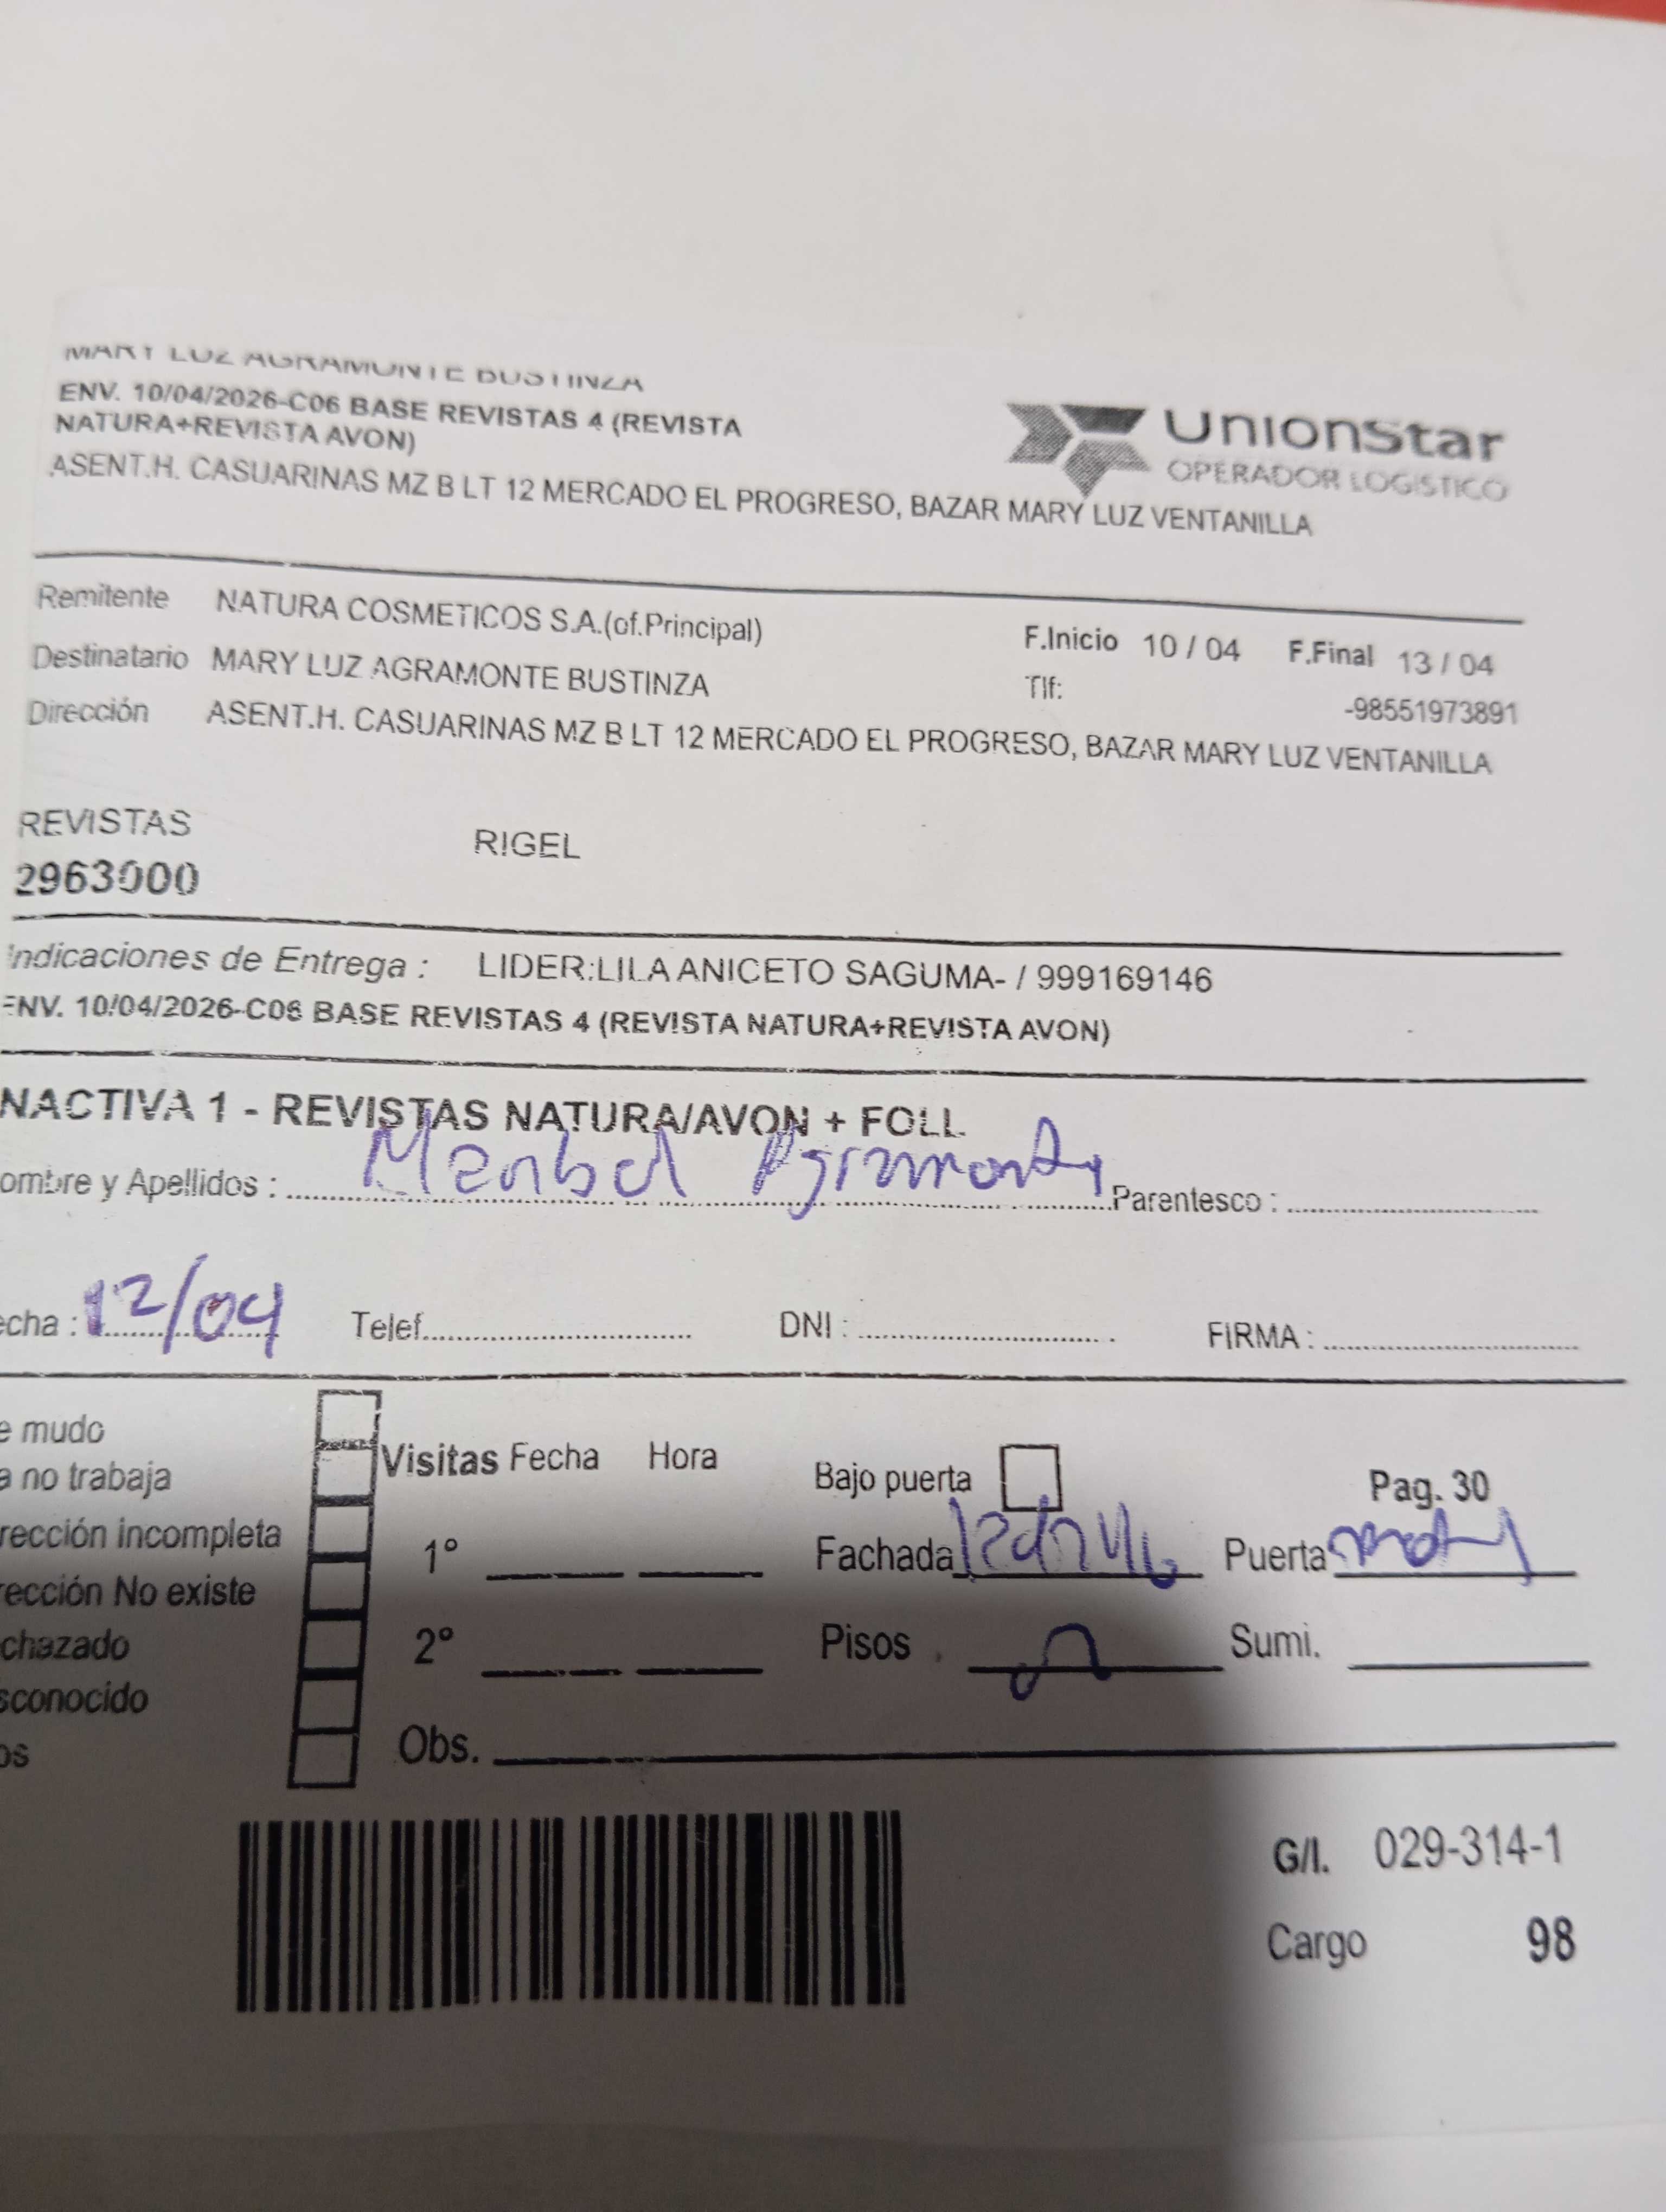 MARY LUZ AGRAMONTE BUSTINZA
ENV. 10/04/2026-C06 BASE REVISTAS 4 (REVISTA
NATURA+REVISTA AVON)
ASENT.H. CASUARINAS MZ B LT 12 MERCADO EL PROGRESO, BAZAR MARY LUZ VENTANILLA
UnionStar
OPERADOR LOGISTICO
Remitente NATURA COSMETICOS S.A.(of.Principal)
F.Inicio 10 / 04 F.Final 13 / 04
Destinatario MARY LUZ AGRAMONTE BUSTINZA
Tlf: -98551973891
Dirección ASENT.H. CASUARINAS MZ B LT 12 MERCADO EL PROGRESO, BAZAR MARY LUZ VENTANILLA
REVISTAS RIGEL
2963000
Indicaciones de Entrega : LIDER:LILA ANICETO SAGUMA- / 999169146
ENV. 10/04/2026-C06 BASE REVISTAS 4 (REVISTA NATURA+REVISTA AVON)
NACTIVA 1 - REVISTAS NATURA/AVON + FOLL
ombre y Apellidos : Maribel Agramonte Parentesco :
echa : 12/04 Telef. DNI : FIRMA :
e mudo
a no trabaja
rección incompleta
rección No existe
chazado
sconocido
os
Visitas Fecha Hora
1°
2°
Obs.
Bajo puerta Pag. 30
Fachada Puerta
Pisos Sumi.
G/I. 029-314-1
Cargo 98